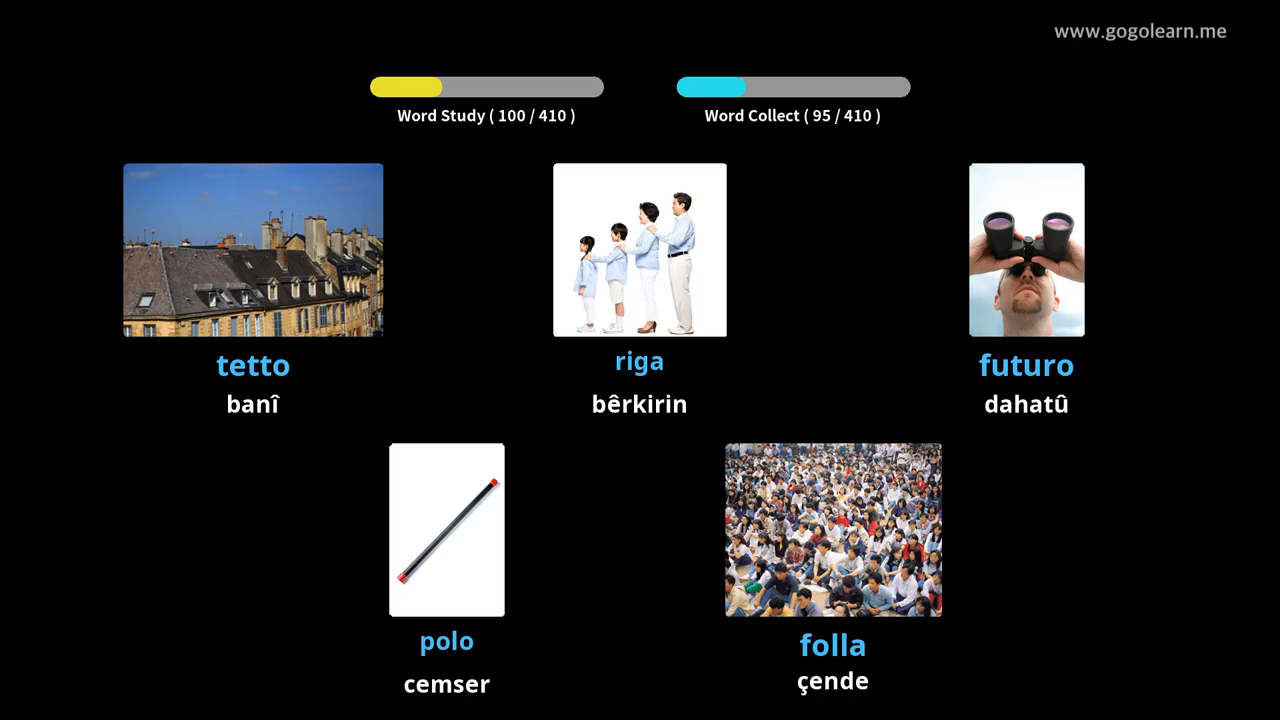 www.gogolearn.me
Word Study ( 100 / 410 )
Word Collect ( 95 / 410 )
tetto
banî
riga
bêrkirin
futuro
dahatû
polo
cemser
folla
çende